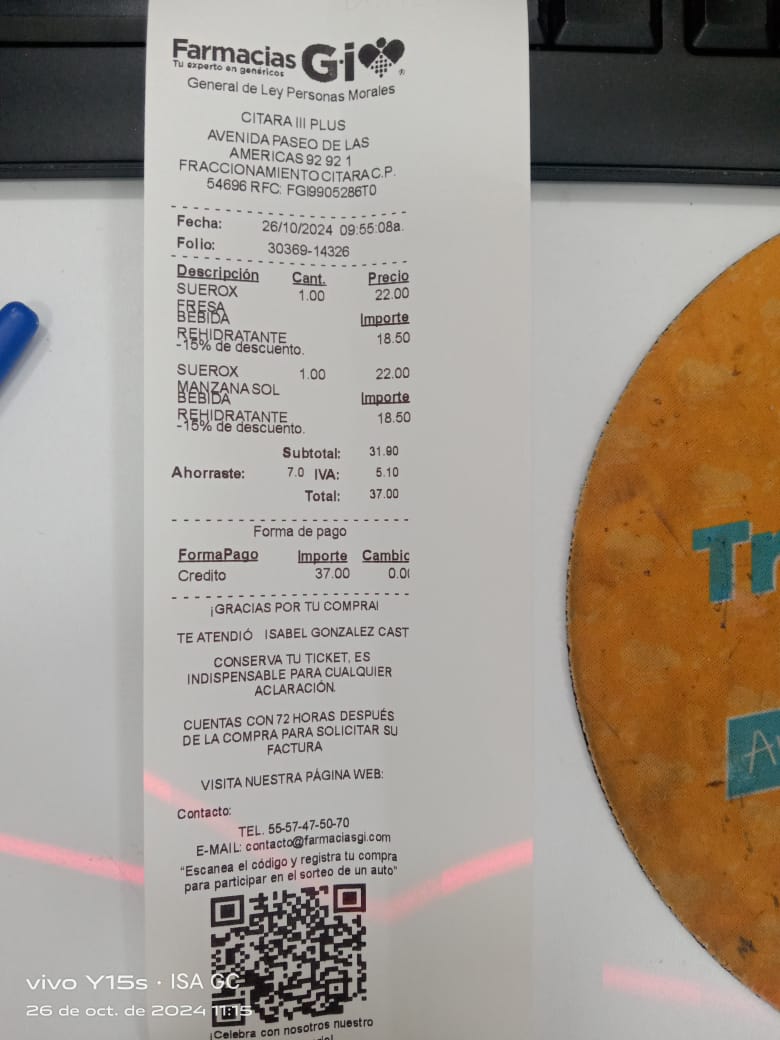 Farmacias Gi
Tu experto en genéricos
®
General de Ley Personas Morales
CITARA III PLUS
AVENIDA PASEO DE LAS
AMERICAS 92 92 1
FRACCIONAMIENTO CITARA C.P.
54696 RFC: FGI9905286T0
Fecha: 26/10/2024 09:55:08a.
Folio: 30369-14326
Descripción Cant. Precio
SUEROX 1.00 22.00
FRESA
BEBIDA Importe
REHIDRATANTE 18.50
-15% de descuento.
SUEROX 1.00 22.00
MANZANA SOL
BEBIDA Importe
REHIDRATANTE 18.50
-15% de descuento.
Subtotal: 31.90
Ahorraste: 7.0 IVA: 5.10
Total: 37.00
Forma de pago
FormaPago Importe Cambio
Credito 37.00 0.00
¡GRACIAS POR TU COMPRA!
TE ATENDIÓ ISABEL GONZALEZ CAST
CONSERVA TU TICKET, ES
INDISPENSABLE PARA CUALQUIER
ACLARACIÓN.
CUENTAS CON 72 HORAS DESPUÉS
DE LA COMPRA PARA SOLICITAR SU
FACTURA
VISITA NUESTRA PÁGINA WEB:
Contacto:
TEL. 55-57-47-50-70
E-MAIL: contacto@farmaciasgi.com
"Escanea el código y registra tu compra
para participar en el sorteo de un auto"
¡Celebra con nosotros nuestro
Tr
vivo Y15s · ISA GC
26 de oct. de 2024 11:15